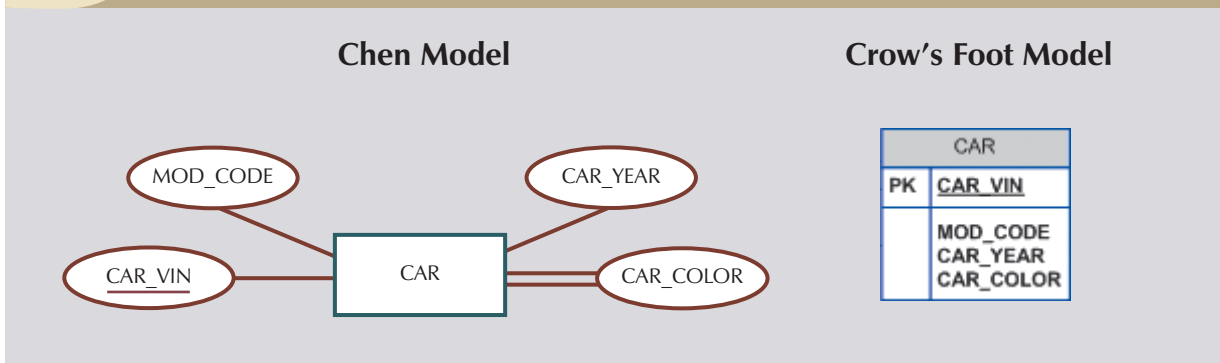 Chen Model
Crow's Foot Model
MOD_CODE
CAR_YEAR
CAR_VIN
CAR
CAR_COLOR
CAR
PK CAR_VIN
MOD_CODE
CAR_YEAR
CAR_COLOR